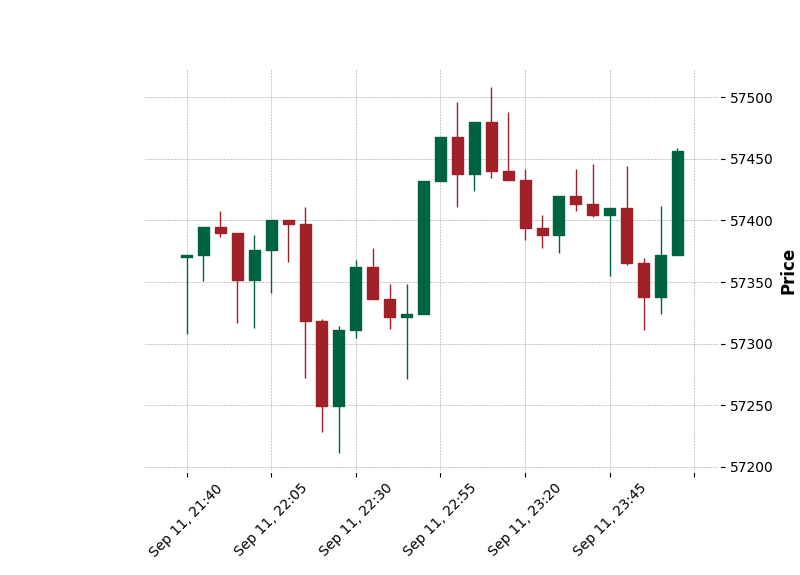 57500
57450
57400
57350
57300
57250
57200
Price
Sep 11, 21:40
Sep 11, 22:05
Sep 11, 22:30
Sep 11, 22:55
Sep 11, 23:20
Sep 11, 23:45